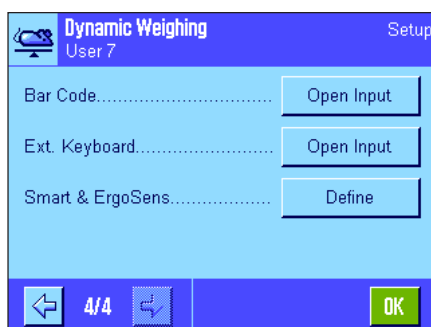 Dynamic Weighing Setup
User 7
Bar Code................................ Open Input
Ext. Keyboard......................... Open Input
Smart & ErgoSens.................. Define
4/4 OK